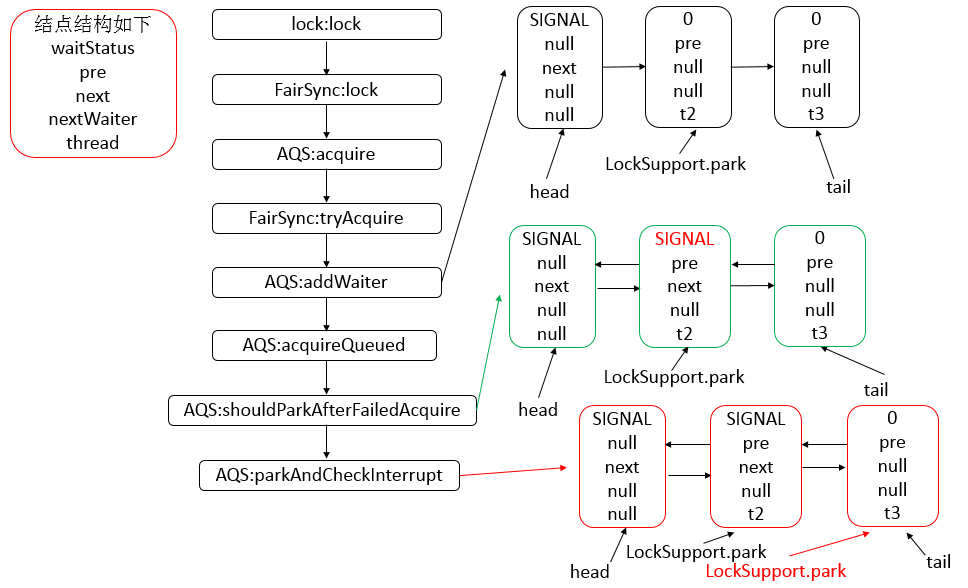 结点结构如下
waitStatus
pre
next
nextWaiter
thread
lock:lock
FairSync:lock
AQS:acquire
FairSync:tryAcquire
AQS:addWaiter
AQS:acquireQueued
AQS:shouldParkAfterFailedAcquire
AQS:parkAndCheckInterrupt
SIGNAL
null
next
null
null
0
pre
null
null
t2
0
pre
null
null
t3
LockSupport.park
head
tail
SIGNAL
null
next
null
null
SIGNAL
pre
next
null
t2
0
pre
null
null
t3
LockSupport.park
head
tail
SIGNAL
null
next
null
null
SIGNAL
pre
next
null
t2
0
pre
null
null
t3
LockSupport.park
head
LockSupport.park
tail